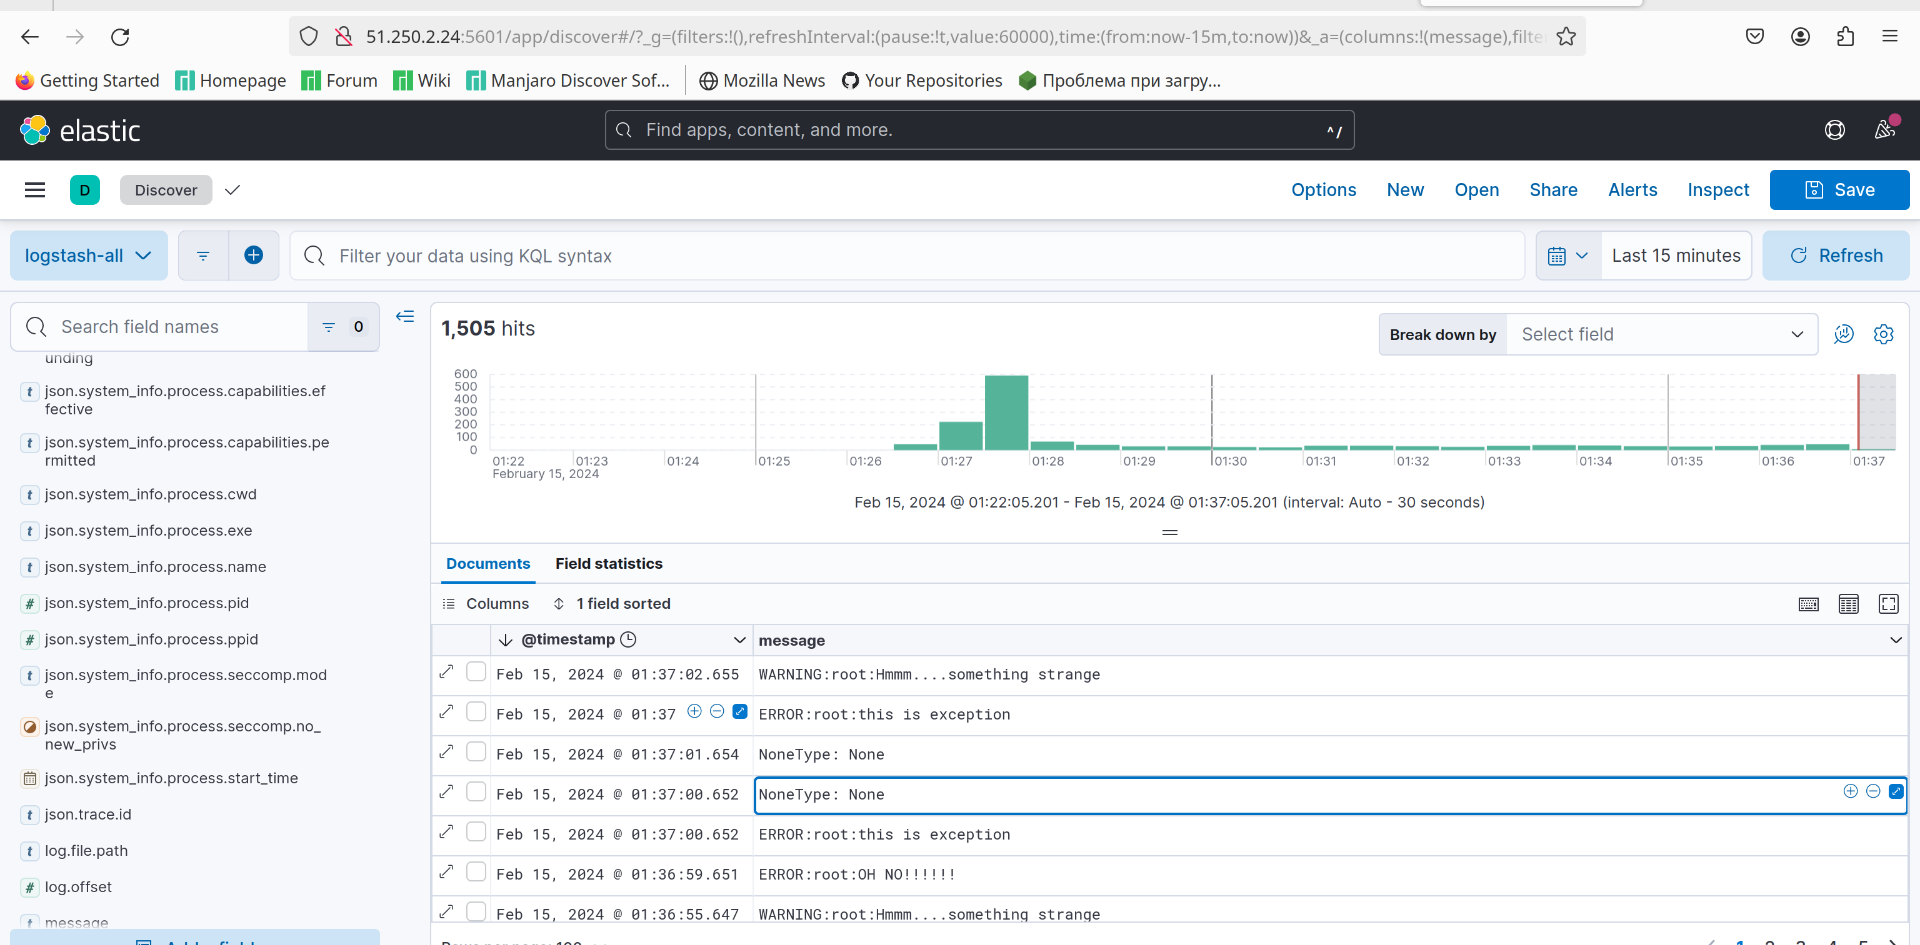 51.250.2.24:5601/app/discover#/?_g=(filters:!(),refreshInterval:(pause:!t,value:60000),time:(from:now-15m,to:now))&_a=(columns:!(message),filte
Getting Started Homepage Forum Wiki Manjaro Discover Sof... Mozilla News Your Repositories Проблема при загру...
elastic
Find apps, content, and more. ^/
D Discover Options New Open Share Alerts Inspect Save
logstash-all Filter your data using KQL syntax Last 15 minutes Refresh
Search field names 0
unding
t json.system_info.process.capabilities.ef
fective
t json.system_info.process.capabilities.pe
rmitted
t json.system_info.process.cwd
t json.system_info.process.exe
t json.system_info.process.name
# json.system_info.process.pid
# json.system_info.process.ppid
t json.system_info.process.seccomp.mod
e
json.system_info.process.seccomp.no_
new_privs
json.system_info.process.start_time
t json.trace.id
t log.file.path
# log.offset
t message
1,505 hits
Break down by Select field
600
500
400
300
200
100
0
01:22 01:23 01:24 01:25 01:26 01:27 01:28 01:29 01:30 01:31 01:32 01:33 01:34 01:35 01:36 01:37
February 15, 2024
Feb 15, 2024 @ 01:22:05.201 - Feb 15, 2024 @ 01:37:05.201 (interval: Auto - 30 seconds)
Documents Field statistics
Columns 1 field sorted
@timestamp message
Feb 15, 2024 @ 01:37:02.655 WARNING:root:Hmmm....something strange
Feb 15, 2024 @ 01:37 ERROR:root:this is exception
Feb 15, 2024 @ 01:37:01.654 NoneType: None
Feb 15, 2024 @ 01:37:00.652 NoneType: None
Feb 15, 2024 @ 01:37:00.652 ERROR:root:this is exception
Feb 15, 2024 @ 01:36:59.651 ERROR:root:OH NO!!!!!!
Feb 15, 2024 @ 01:36:55.647 WARNING:root:Hmmm....something strange